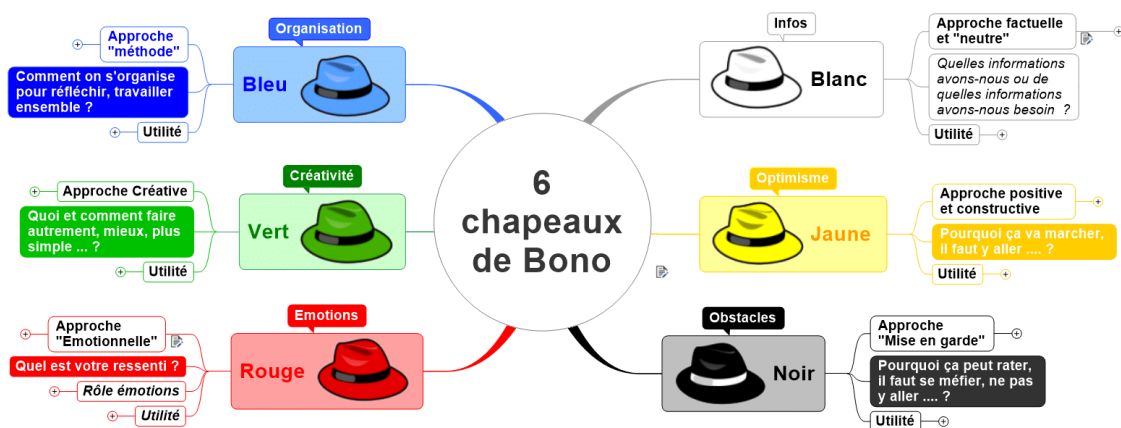 6
chapeaux
de Bono
Organisation
Bleu
Approche
"méthode"
Comment on s'organise
pour réfléchir, travailler
ensemble ?
Utilité
Créativité
Vert
Approche Créative
Quoi et comment faire
autrement, mieux, plus
simple ... ?
Utilité
Emotions
Rouge
Approche
"Emotionnelle"
Quel est votre ressenti ?
Rôle émotions
Utilité
Infos
Blanc
Approche factuelle
et "neutre"
Quelles informations
avons-nous ou de
quelles informations
avons-nous besoin ?
Utilité
Optimisme
Jaune
Approche positive
et constructive
Pourquoi ça va marcher,
il faut y aller .... ?
Utilité
Obstacles
Noir
Approche
"Mise en garde"
Pourquoi ça peut rater,
il faut se méfier, ne pas
y aller .... ?
Utilité